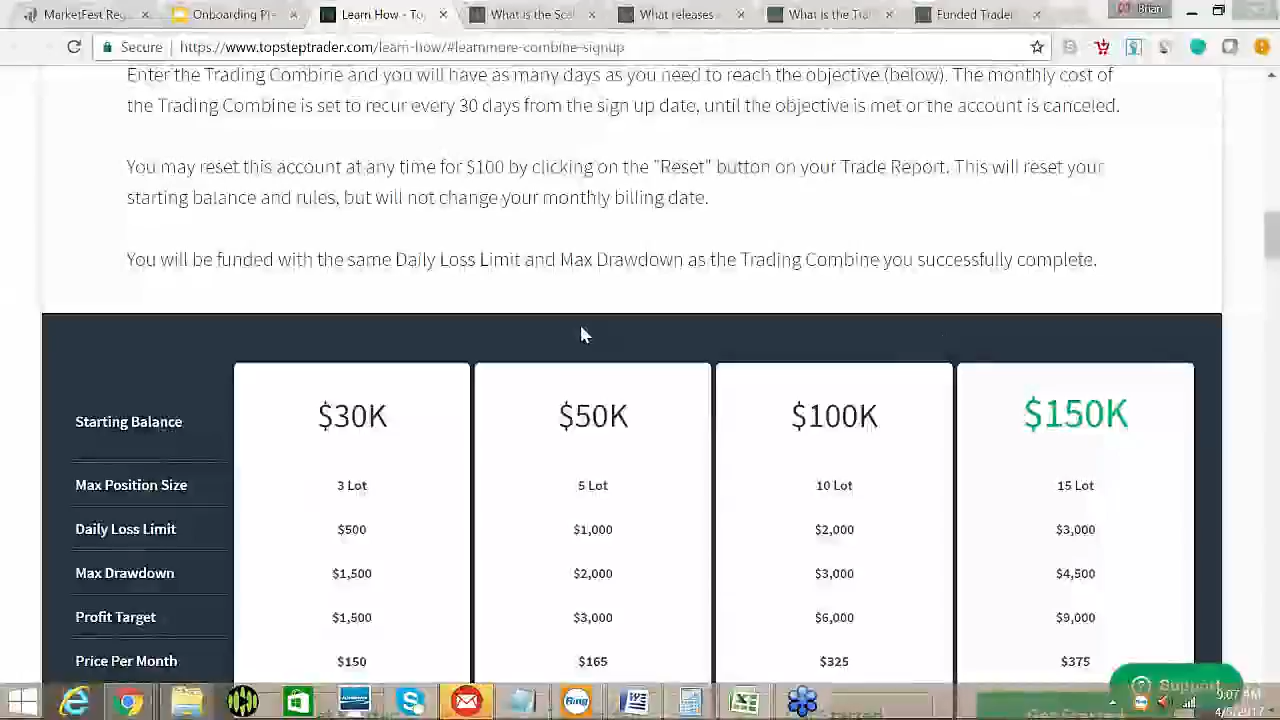 Learn How - To
What is the Sca
What releases
What is the Tra
Funded Trader
Brian
Secure
https://www.topsteptrader.com/learn-how/#learnmore-combine-signup
Enter the Trading Combine and you will have as many days as you need to reach the objective (below). The monthly cost of
the Trading Combine is set to recur every 30 days from the sign up date, until the objective is met or the account is canceled.
You may reset this account at any time for $100 by clicking on the "Reset" button on your Trade Report. This will reset your
starting balance and rules, but will not change your monthly billing date.
You will be funded with the same Daily Loss Limit and Max Drawdown as the Trading Combine you successfully complete.
Starting Balance $30K $50K $100K $150K
Max Position Size 3 Lot 5 Lot 10 Lot 15 Lot
Daily Loss Limit $500 $1,000 $2,000 $3,000
Max Drawdown $1,500 $2,000 $3,000 $4,500
Profit Target $1,500 $3,000 $6,000 $9,000
Price Per Month $150 $165 $325 $375
Support
Ring
9:07 AM